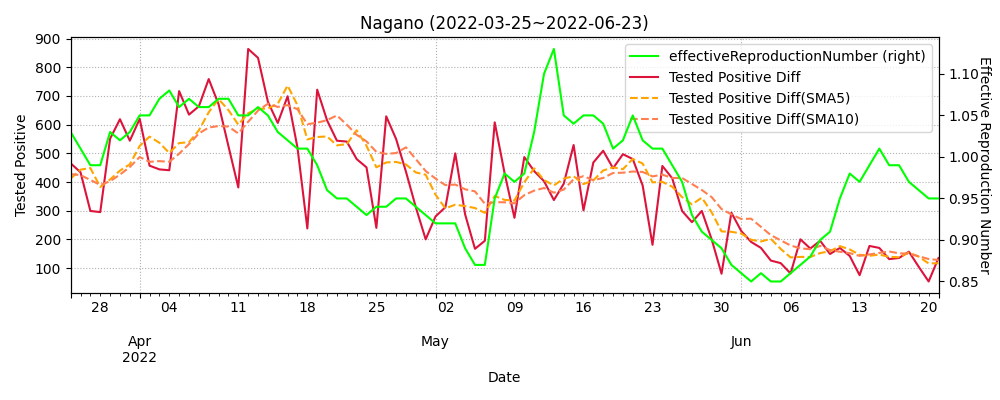 Nagano (2022-03-25~2022-06-23)
900
800
700
600
500
400
300
200
100
Tested Positive
effectiveReproductionNumber (right)
Tested Positive Diff
Tested Positive Diff(SMA5)
Tested Positive Diff(SMA10)
1.10
1.05
1.00
0.95
0.90
0.85
Effective Reproduction Number
28 04 11 18 25 02 09 16 23 30 06 13 20
Apr May Jun
2022
Date